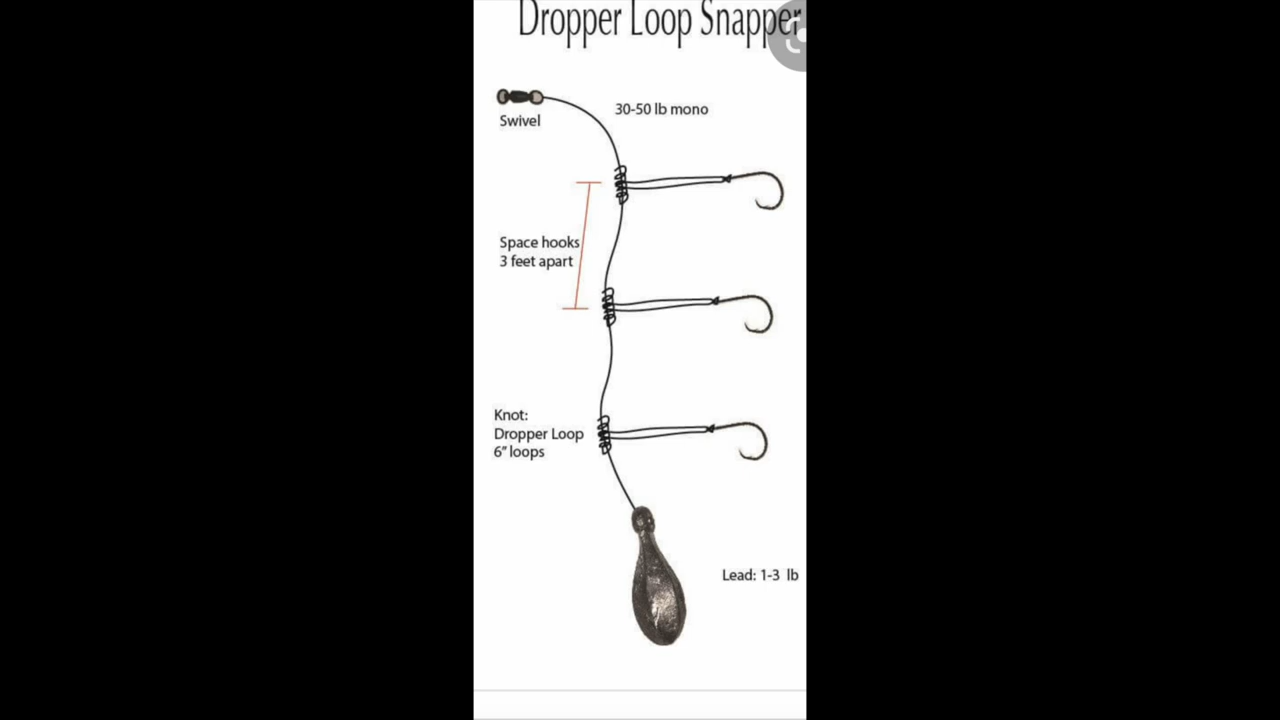 Dropper Loop Snapper
30-50 lb mono
Swivel
Space hooks
3 feet apart
Knot:
Dropper Loop
6” loops
Lead: 1-3 lb